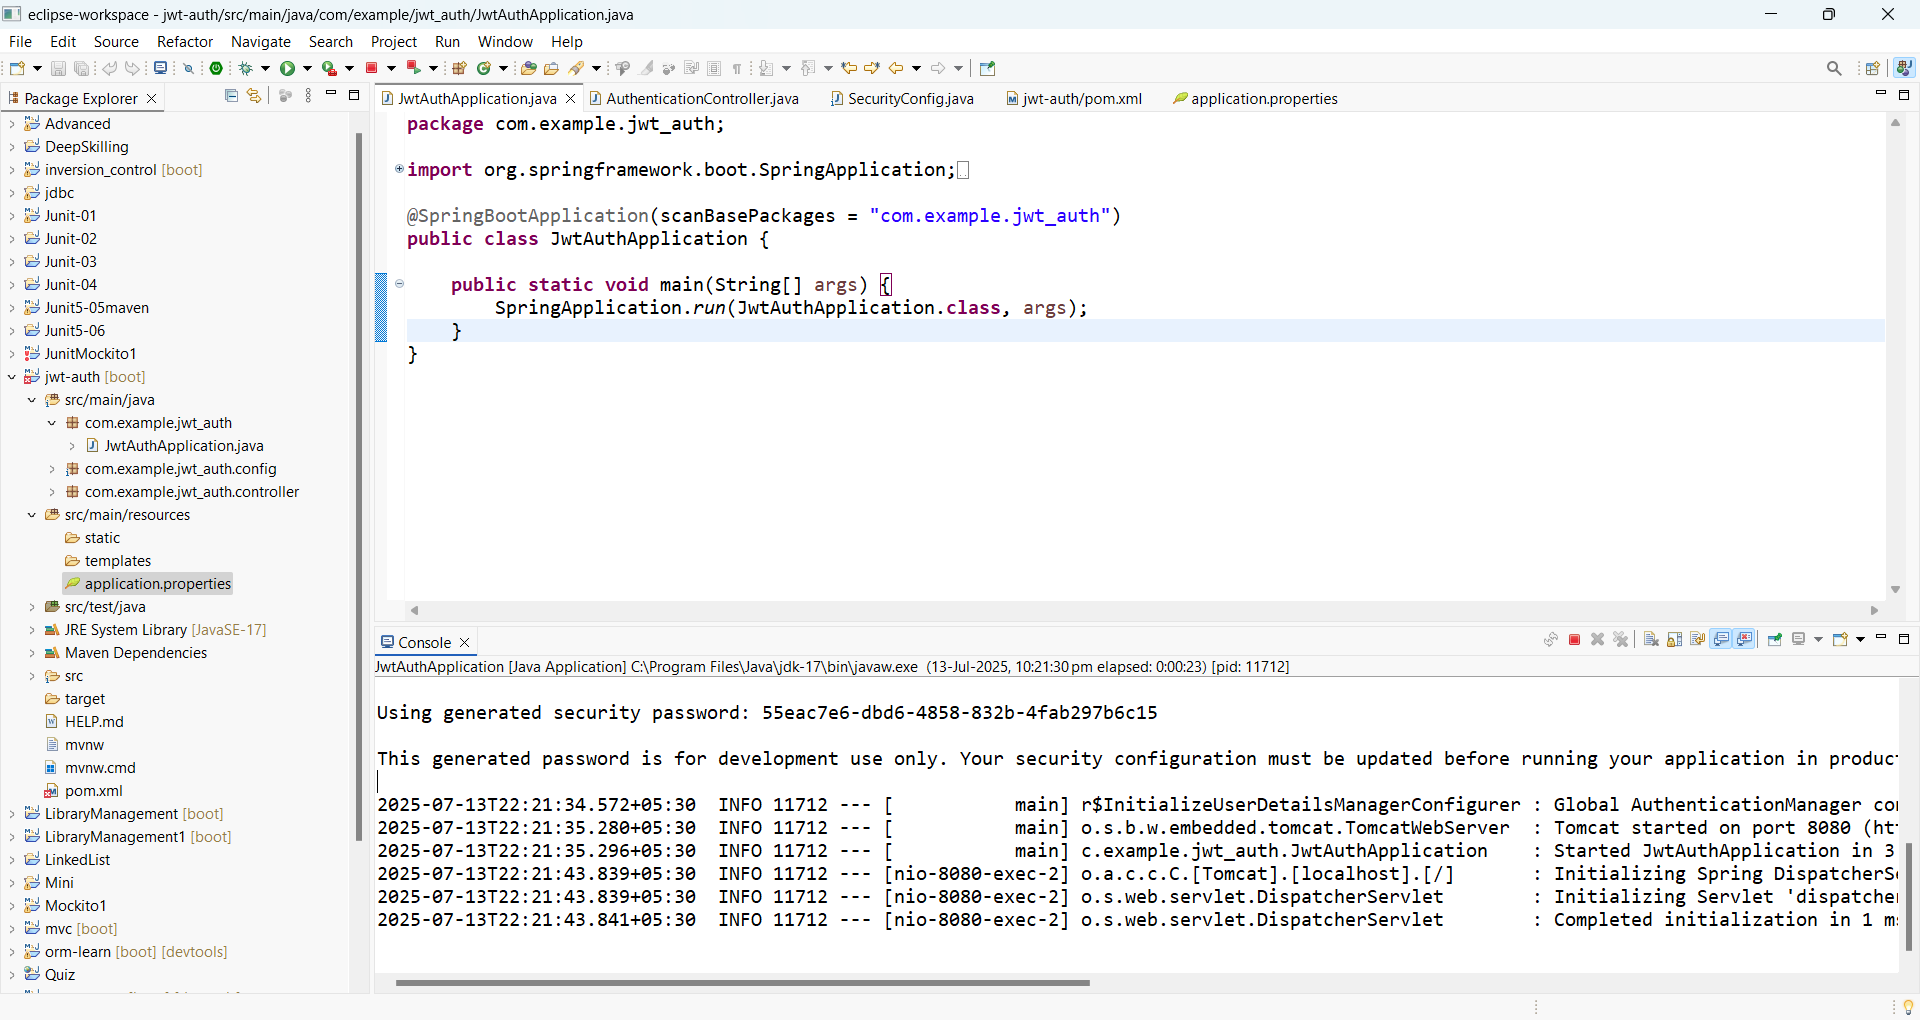 eclipse-workspace - jwt-auth/src/main/java/com/example/jwt_auth/JwtAuthApplication.java
File Edit Source Refactor Navigate Search Project Run Window Help
Package Explorer
Advanced
DeepSkilling
inversion_control [boot]
jdbc
Junit-01
Junit-02
Junit-03
Junit-04
Junit5-05maven
Junit5-06
JunitMockito1
jwt-auth [boot]
src/main/java
com.example.jwt_auth
JwtAuthApplication.java
com.example.jwt_auth.config
com.example.jwt_auth.controller
src/main/resources
static
templates
application.properties
src/test/java
JRE System Library [JavaSE-17]
Maven Dependencies
src
target
HELP.md
mvnw
mvnw.cmd
pom.xml
LibraryManagement [boot]
LibraryManagement1 [boot]
LinkedList
Mini
Mockito1
mvc [boot]
orm-learn [boot] [devtools]
Quiz
JwtAuthApplication.java AuthenticationController.java SecurityConfig.java jwt-auth/pom.xml application.properties
package com.example.jwt_auth;
import org.springframework.boot.SpringApplication;
@SpringBootApplication(scanBasePackages = "com.example.jwt_auth")
public class JwtAuthApplication {
public static void main(String[] args) {
SpringApplication.run(JwtAuthApplication.class, args);
}
}
Console
JwtAuthApplication [Java Application] C:\Program Files\Java\jdk-17\bin\javaw.exe (13-Jul-2025, 10:21:30 pm elapsed: 0:00:23) [pid: 11712]
Using generated security password: 55eac7e6-dbd6-4858-832b-4fab297b6c15
This generated password is for development use only. Your security configuration must be updated before running your application in produc
2025-07-13T22:21:34.572+05:30 INFO 11712 --- [ main] r$InitializeUserDetailsManagerConfigurer : Global AuthenticationManager co
2025-07-13T22:21:35.280+05:30 INFO 11712 --- [ main] o.s.b.w.embedded.tomcat.TomcatWebServer : Tomcat started on port 8080 (ht
2025-07-13T22:21:35.296+05:30 INFO 11712 --- [ main] c.example.jwt_auth.JwtAuthApplication : Started JwtAuthApplication in 3
2025-07-13T22:21:43.839+05:30 INFO 11712 --- [nio-8080-exec-2] o.a.c.c.C.[Tomcat].[localhost].[/] : Initializing Spring DispatcherS
2025-07-13T22:21:43.839+05:30 INFO 11712 --- [nio-8080-exec-2] o.s.web.servlet.DispatcherServlet : Initializing Servlet 'dispatche
2025-07-13T22:21:43.841+05:30 INFO 11712 --- [nio-8080-exec-2] o.s.web.servlet.DispatcherServlet : Completed initialization in 1 m